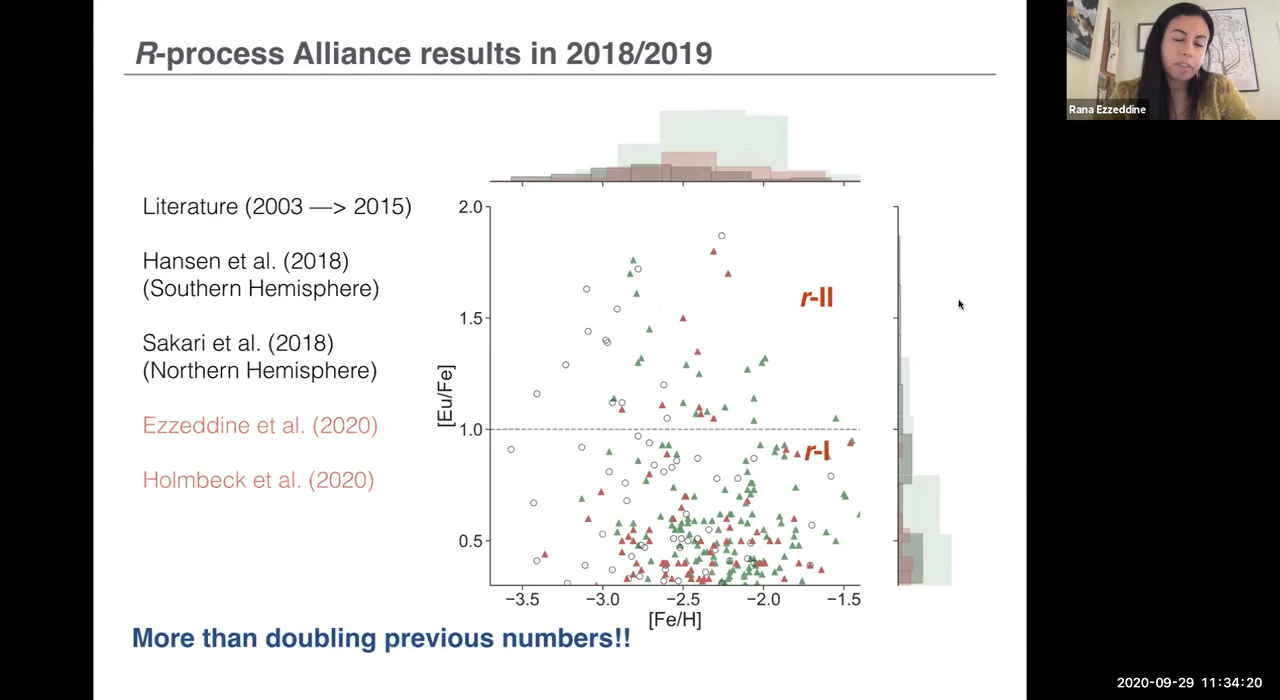 R-process Alliance results in 2018/2019
Rana Ezzeddine
Literature (2003 —> 2015)
Hansen et al. (2018)
(Southern Hemisphere)
Sakari et al. (2018)
(Northern Hemisphere)
Ezzeddine et al. (2020)
Holmbeck et al. (2020)
[Eu/Fe]
2.0
1.5
1.0
0.5
r-II
r-I
−3.5 −3.0 −2.5 −2.0 −1.5
[Fe/H]
More than doubling previous numbers!!
2020-09-29 11:34:20